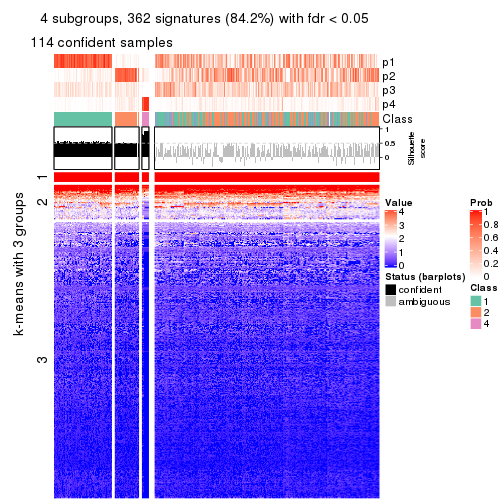 4 subgroups, 362 signatures (84.2%) with fdr < 0.05
114 confident samples
p1
p2
p3
p4
Class
1
0.5
0
Silhouette
score
k-means with 3 groups
1
2
3
Value
4
3
2
1
0
Status (barplots)
confident
ambiguous
Prob
1
0.8
0.6
0.4
0.2
0
Class
1
2
4